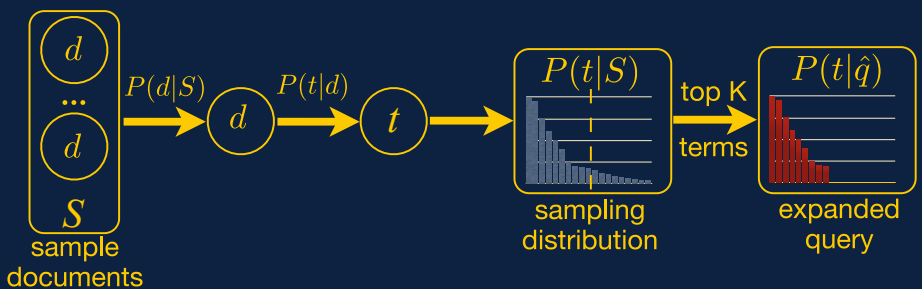 d
...
d
S
sample
documents
P(d|S)
d
P(t|d)
t
P(t|S)
sampling
distribution
top K
terms
P(t|q̂)
expanded
query